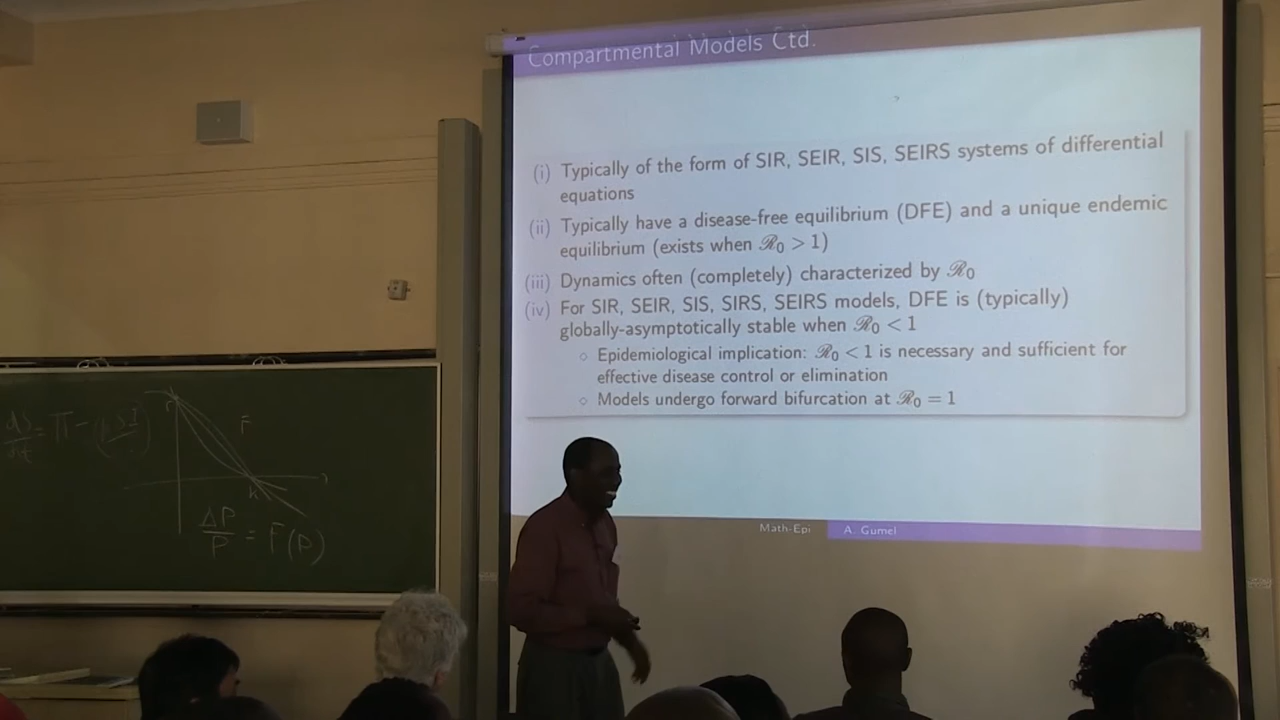 Compartmental Models Ctd.
(i) Typically of the form of SIR, SEIR, SIS, SEIRS systems of differential
equations
(ii) Typically have a disease-free equilibrium (DFE) and a unique endemic
equilibrium (exists when ℛ₀ > 1)
(iii) Dynamics often (completely) characterized by ℛ₀
(iv) For SIR, SEIR, SIS, SIRS, SEIRS models, DFE is (typically)
globally-asymptotically stable when ℛ₀ < 1
◦ Epidemiological implication: ℛ₀ < 1 is necessary and sufficient for
effective disease control or elimination
◦ Models undergo forward bifurcation at ℛ₀ = 1
Math-Epi A. Gumel
dS/dt = Π −
F
K
ΔP/P = F(P)